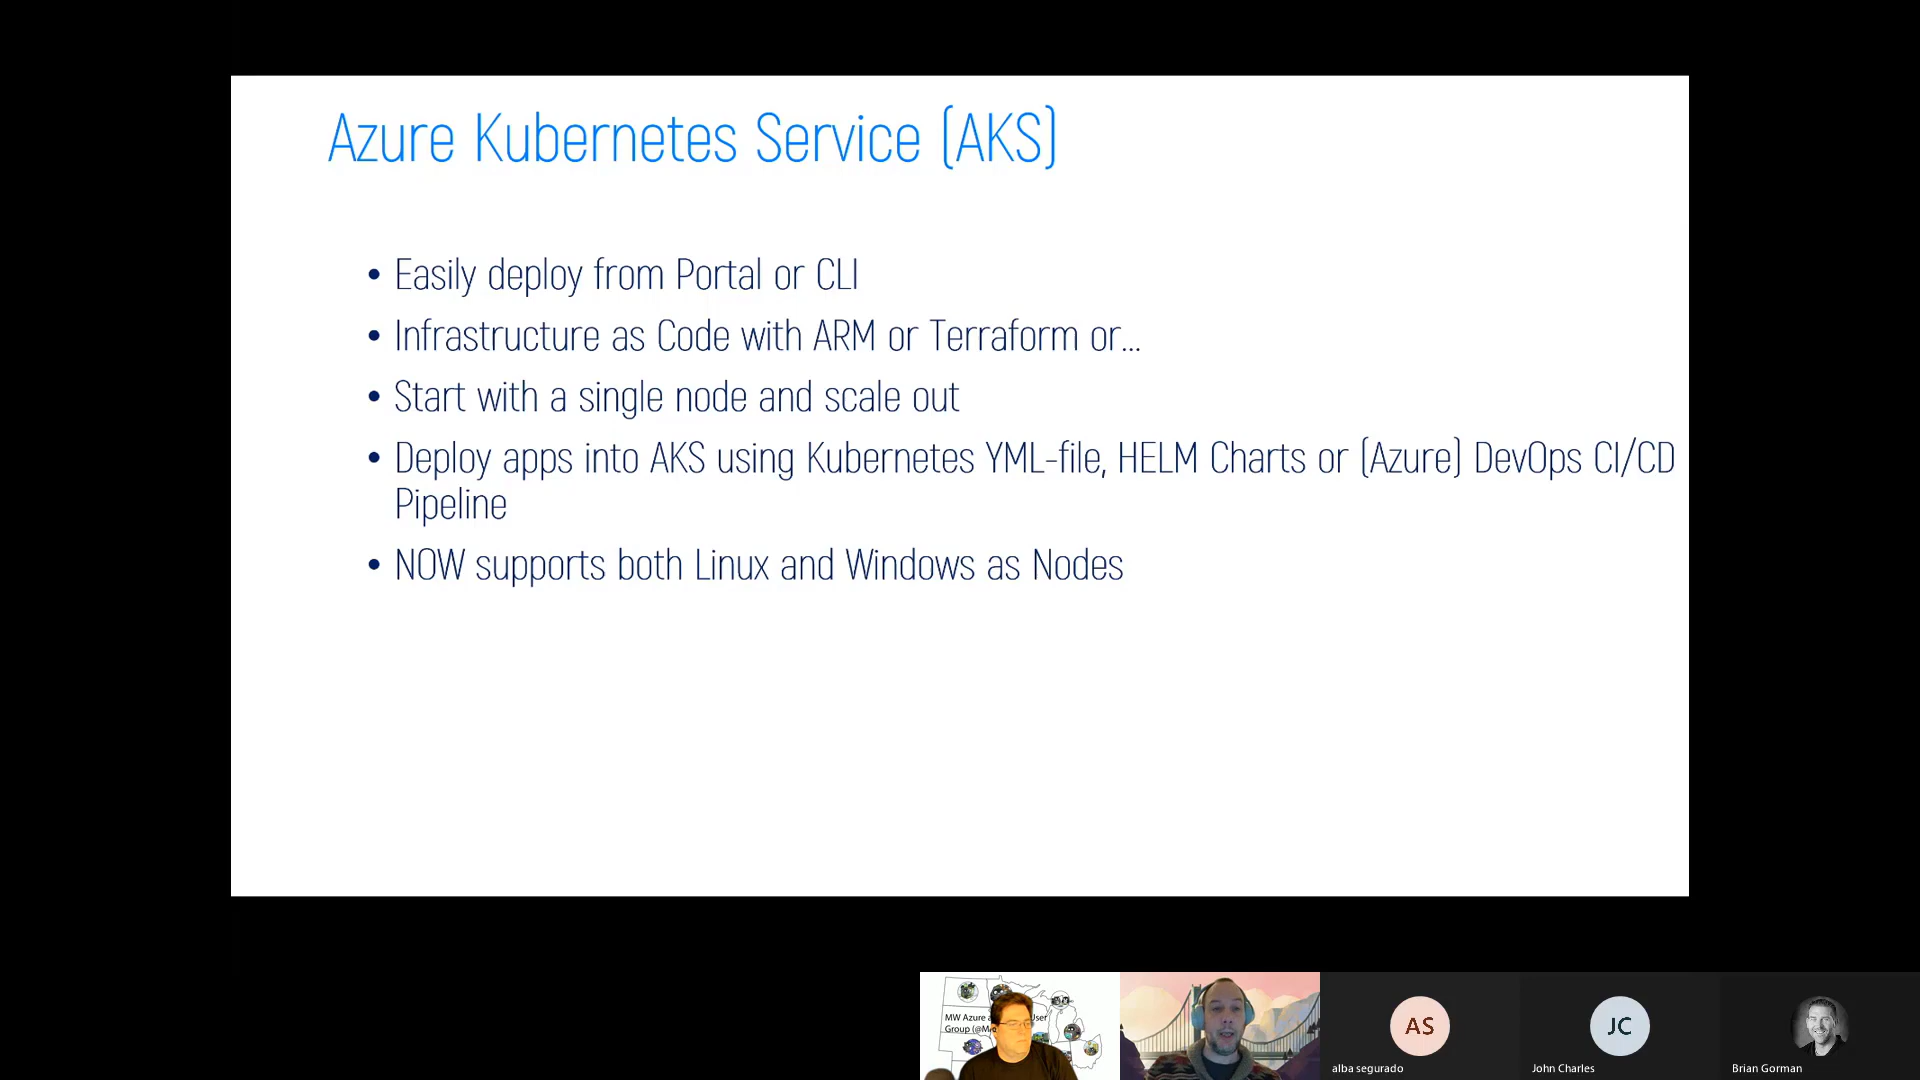 Azure Kubernetes Service (AKS)
• Easily deploy from Portal or CLI
• Infrastructure as Code with ARM or Terraform or...
• Start with a single node and scale out
• Deploy apps into AKS using Kubernetes YML-file, HELM Charts or (Azure) DevOps CI/CD
Pipeline
• NOW supports both Linux and Windows as Nodes
MW Azure
Group
AS
JC
alba segurado
John Charles
Brian Gorman